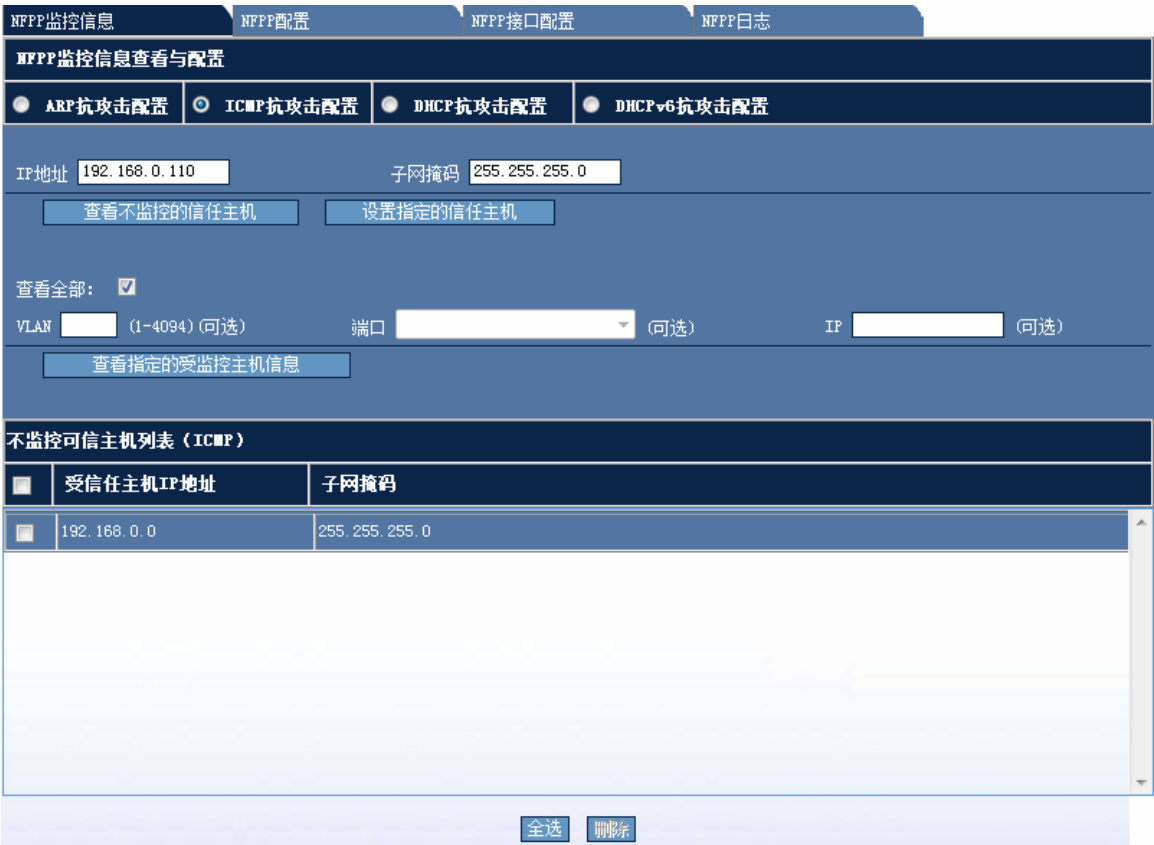 NFPP监控信息 NFPP配置 NFPP接口配置 NFPP日志
NFPP监控信息查看与配置
ARP抗攻击配置 ICMP抗攻击配置 DHCP抗攻击配置 DHCPv6抗攻击配置
IP地址 192.168.0.110 子网掩码 255.255.255.0
查看不监控的信任主机 设置指定的信任主机
查看全部:
VLAN (1-4094)(可选) 端口 (可选) IP (可选)
查看指定的受监控主机信息
不监控可信主机列表（ICMP）
受信任主机IP地址 子网掩码
192.168.0.0 255.255.255.0
全选 删除